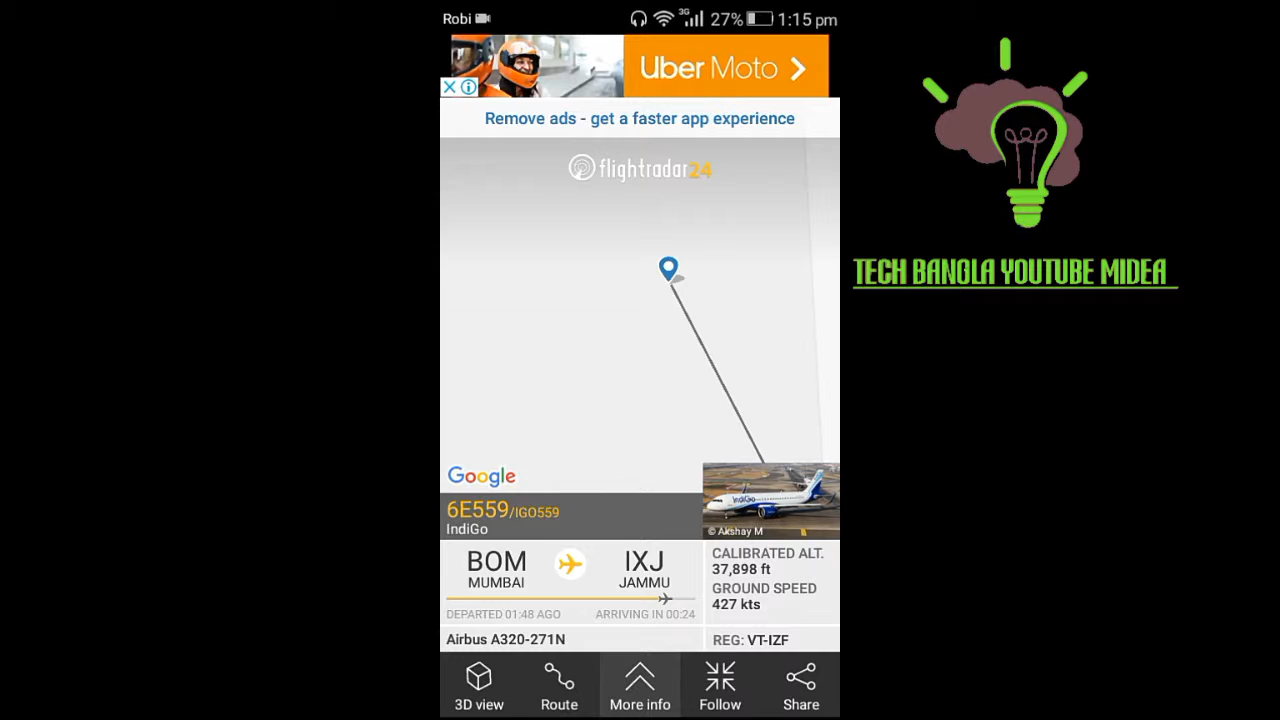 Robi 3G 27% 1:15 pm
UBER Moto
Remove ads - get a faster app experience
flightradar24
TECH BANGLA YOUTUBE MIDEA
Google
6E559/IGO559
IndiGo
IndiGo
© Akshay M
BOM IXJ
MUMBAI JAMMU
DEPARTED 01:48 AGO ARRIVING IN 00:24
CALIBRATED ALT.
37,898 ft
GROUND SPEED
427 kts
Airbus A320-271N REG: VT-IZF
3D view Route More info Follow Share